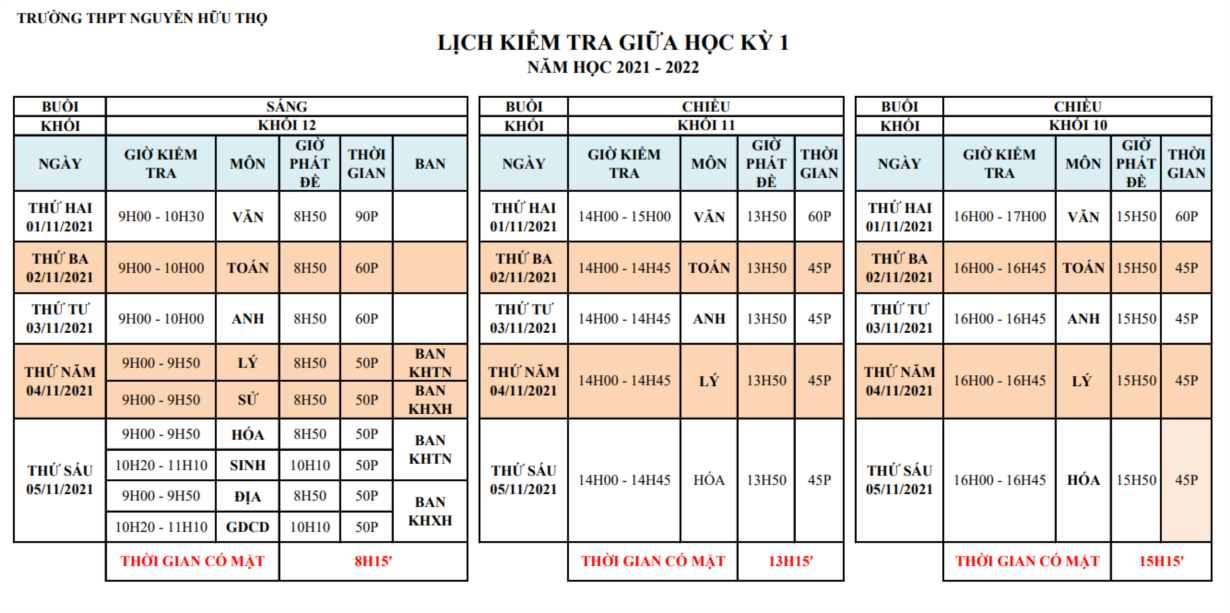 TRƯỜNG THPT NGUYỄN HỮU THỌ
LỊCH KIỂM TRA GIỮA HỌC KỲ 1
NĂM HỌC 2021 - 2022
BUỔI SÁNG
KHỐI KHỐI 12
NGÀY GIỜ KIỂM TRA MÔN GIỜ PHÁT ĐỀ THỜI GIAN BAN
THỨ HAI 01/11/2021 9H00 - 10H30 VĂN 8H50 90P
THỨ BA 02/11/2021 9H00 - 10H00 TOÁN 8H50 60P
THỨ TƯ 03/11/2021 9H00 - 10H00 ANH 8H50 60P
THỨ NĂM 04/11/2021 9H00 - 9H50 LÝ 8H50 50P BAN KHTN
9H00 - 9H50 SỬ 8H50 50P BAN KHXH
THỨ SÁU 05/11/2021 9H00 - 9H50 HÓA 8H50 50P BAN KHTN
10H20 - 11H10 SINH 10H10 50P
9H00 - 9H50 ĐỊA 8H50 50P BAN KHXH
10H20 - 11H10 GDCD 10H10 50P
THỜI GIAN CÓ MẶT 8H15'
BUỔI CHIỀU
KHỐI KHỐI 11
NGÀY GIỜ KIỂM TRA MÔN GIỜ PHÁT ĐỀ THỜI GIAN
THỨ HAI 01/11/2021 14H00 - 15H00 VĂN 13H50 60P
THỨ BA 02/11/2021 14H00 - 14H45 TOÁN 13H50 45P
THỨ TƯ 03/11/2021 14H00 - 14H45 ANH 13H50 45P
THỨ NĂM 04/11/2021 14H00 - 14H45 LÝ 13H50 45P
THỨ SÁU 05/11/2021 14H00 - 14H45 HÓA 13H50 45P
THỜI GIAN CÓ MẶT 13H15'
BUỔI CHIỀU
KHỐI KHỐI 10
NGÀY GIỜ KIỂM TRA MÔN GIỜ PHÁT ĐỀ THỜI GIAN
THỨ HAI 01/11/2021 16H00 - 17H00 VĂN 15H50 60P
THỨ BA 02/11/2021 16H00 - 16H45 TOÁN 15H50 45P
THỨ TƯ 03/11/2021 16H00 - 16H45 ANH 15H50 45P
THỨ NĂM 04/11/2021 16H00 - 16H45 LÝ 15H50 45P
THỨ SÁU 05/11/2021 16H00 - 16H45 HÓA 15H50 45P
THỜI GIAN CÓ MẶT 15H15'